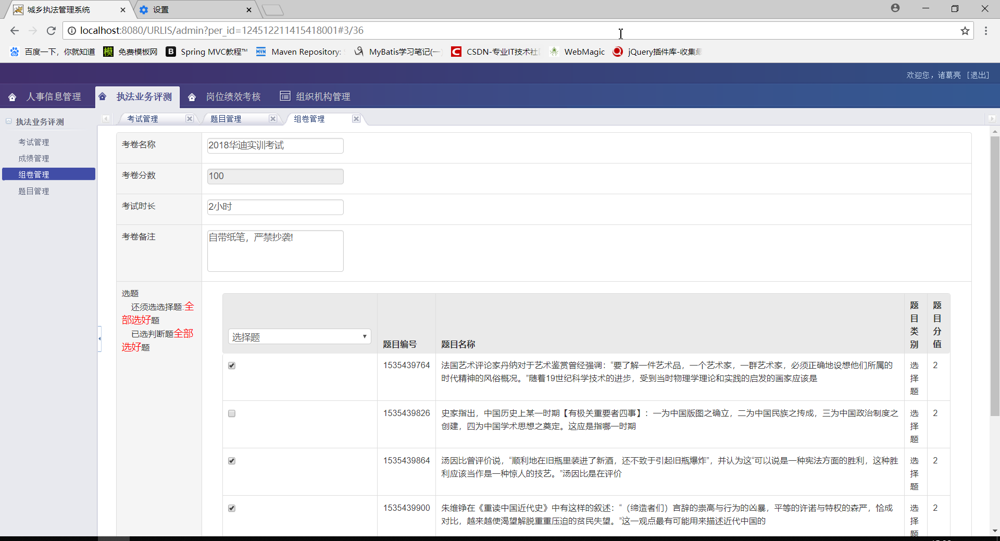 城乡执法管理系统
设置
localhost:8080/URLIS/admin?per_id=124512211415418001#3/36
百度一下，你就知道
模 免费模板网
B Spring MVC教程™
MVN Maven Repository:
MyBatis学习笔记(一
C CSDN-专业IT技术社
WebMagic
jQuery插件库-收集
欢迎您，诸葛亮 [退出]
人事信息管理 执法业务评测 岗位绩效考核 组织机构管理
执法业务评测
考试管理
成绩管理
组卷管理
题目管理
考试管理 题目管理 组卷管理
考卷名称 2018华迪实训考试
考卷分数 100
考试时长 2小时
考卷备注 自带纸笔，严禁抄袭!
选题
还须选选择题:全
部选好题
已选判断题全部
选好题
选择题 题目编号 题目名称 题目类别 题目分值
1535439764 法国艺术评论家丹纳对于艺术鉴赏曾经强调：“要了解一件艺术品，一个艺术家，一群艺术家，必须正确地设想他们所属的 选择题 2
时代精神的风俗概况。”随着19世纪科学技术的进步，受到当时物理学理论和实践的启发的画家应该是
1535439826 史家指出，中国历史上某一时期【有极关重要者四事】：一为中国版图之确立，二为中国民族之抟成，三为中国政治制度之 选择题 2
创建，四为中国学术思想之奠定。这应是指哪一时期
1535439864 汤因比曾评价说，“顺利地在旧瓶里装进了新酒，还不致于引起旧瓶爆炸”，并认为这“可以说是一种宪法方面的胜利，这种胜 选择题 2
利应该当作是一种惊人的技艺。”汤因比是在评价
1535439900 朱维铮在《重读中国近代史》中有这样的叙述：“（缔造者们）言辞的崇高与行为的凶暴，平等的许诺与特权的森严，恰成 选择题 2
对比，越来越使渴望解脱重重压迫的贫民失望。”这一观点最有可能用来描述近代中国的